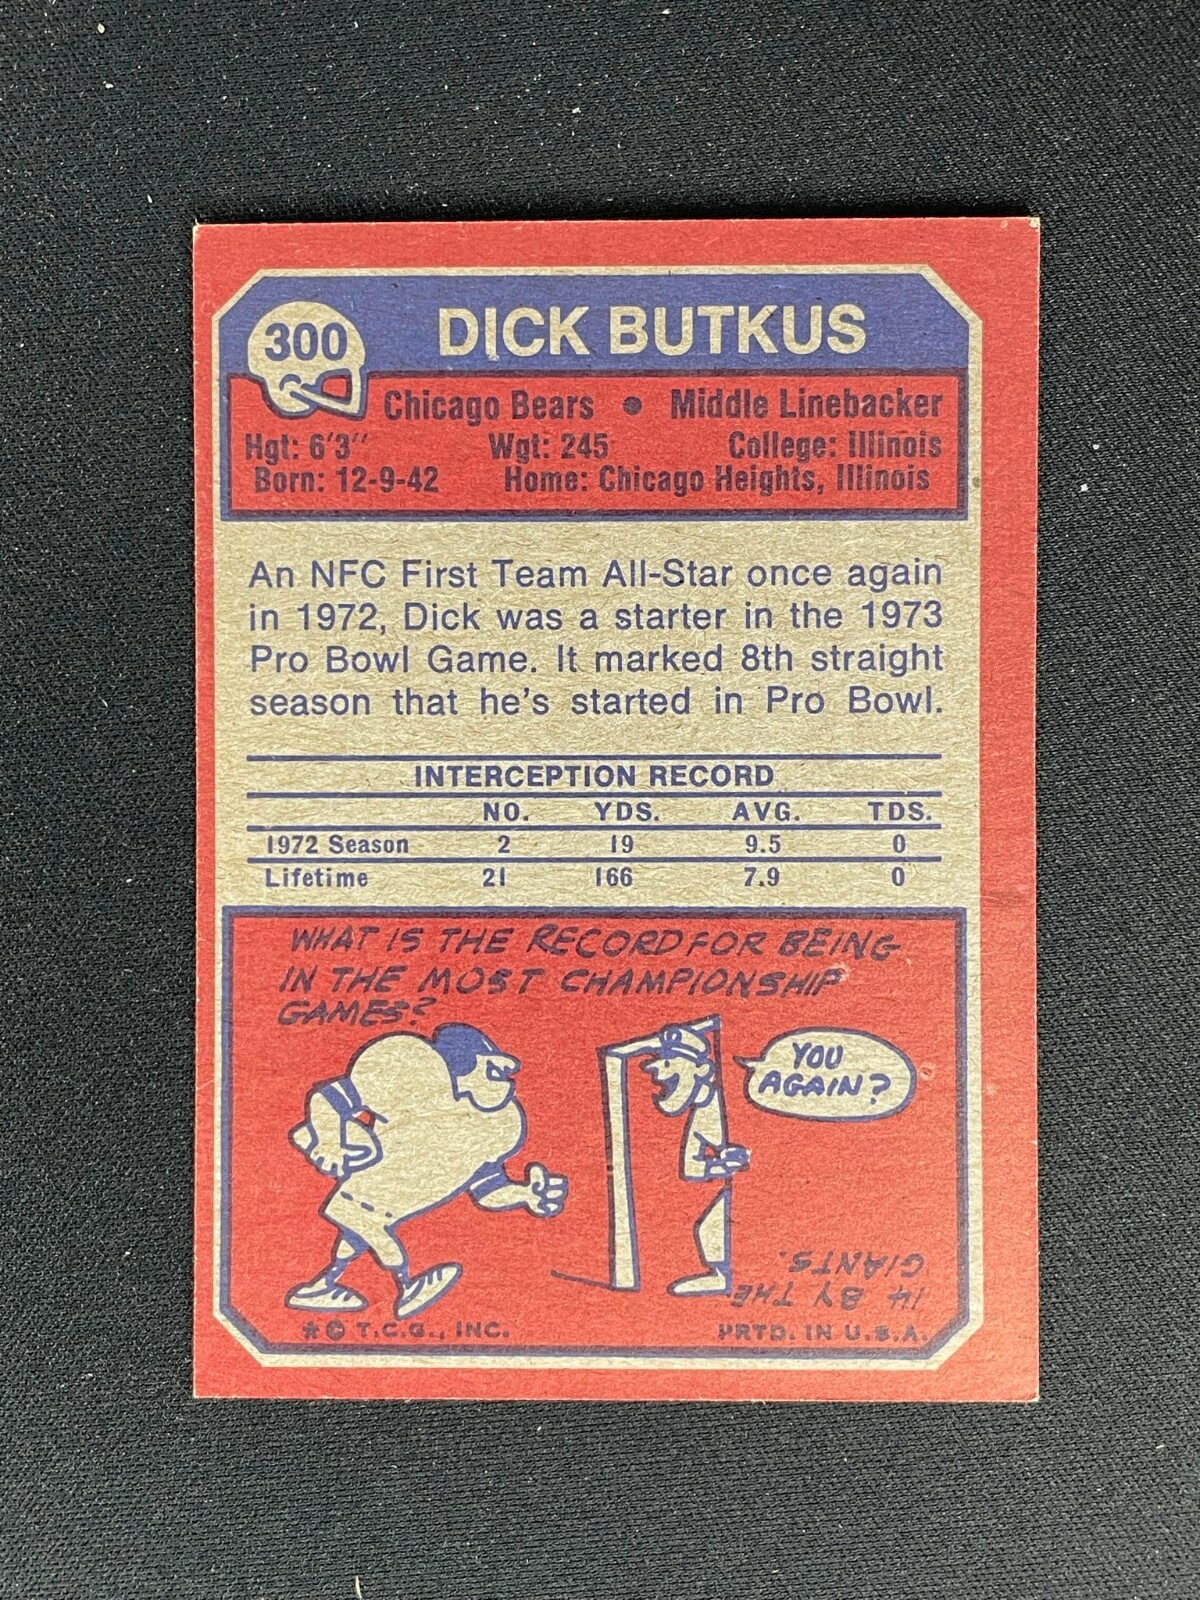 300
DICK BUTKUS
Chicago Bears • Middle Linebacker
Hgt: 6'3" Wgt: 245 College: Illinois
Born: 12-9-42 Home: Chicago Heights, Illinois
An NFC First Team All-Star once again
in 1972, Dick was a starter in the 1973
Pro Bowl Game. It marked 8th straight
season that he's started in Pro Bowl.
INTERCEPTION RECORD
NO. YDS. AVG. TDS.
1972 Season 2 19 9.5 0
Lifetime 21 166 7.9 0
WHAT IS THE RECORD FOR BEING
IN THE MOST CHAMPIONSHIP
GAMES?
YOU
AGAIN?
14 BY THE
GIANTS.
*© T.C.G., INC. PRTD. IN U.S.A.